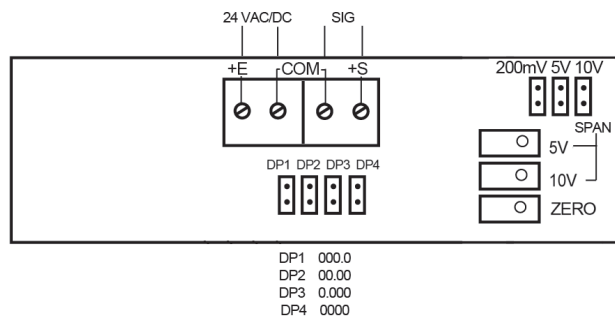 24 VAC/DC SIG
+E COM +S
200mV 5V 10V
SPAN
5V
10V
ZERO
DP1 DP2 DP3 DP4
DP1 000.0
DP2 00.00
DP3 0.000
DP4 0000